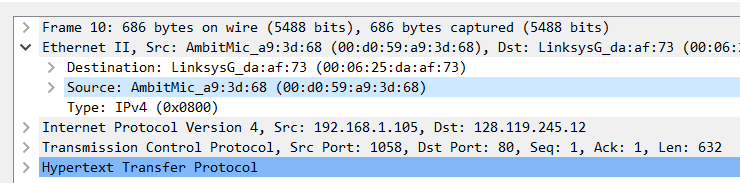 Frame 10: 686 bytes on wire (5488 bits), 686 bytes captured (5488 bits)
Ethernet II, Src: AmbitMic_a9:3d:68 (00:d0:59:a9:3d:68), Dst: LinksysG_da:af:73 (00:06:
Destination: LinksysG_da:af:73 (00:06:25:da:af:73)
Source: AmbitMic_a9:3d:68 (00:d0:59:a9:3d:68)
Type: IPv4 (0x0800)
Internet Protocol Version 4, Src: 192.168.1.105, Dst: 128.119.245.12
Transmission Control Protocol, Src Port: 1058, Dst Port: 80, Seq: 1, Ack: 1, Len: 632
Hypertext Transfer Protocol